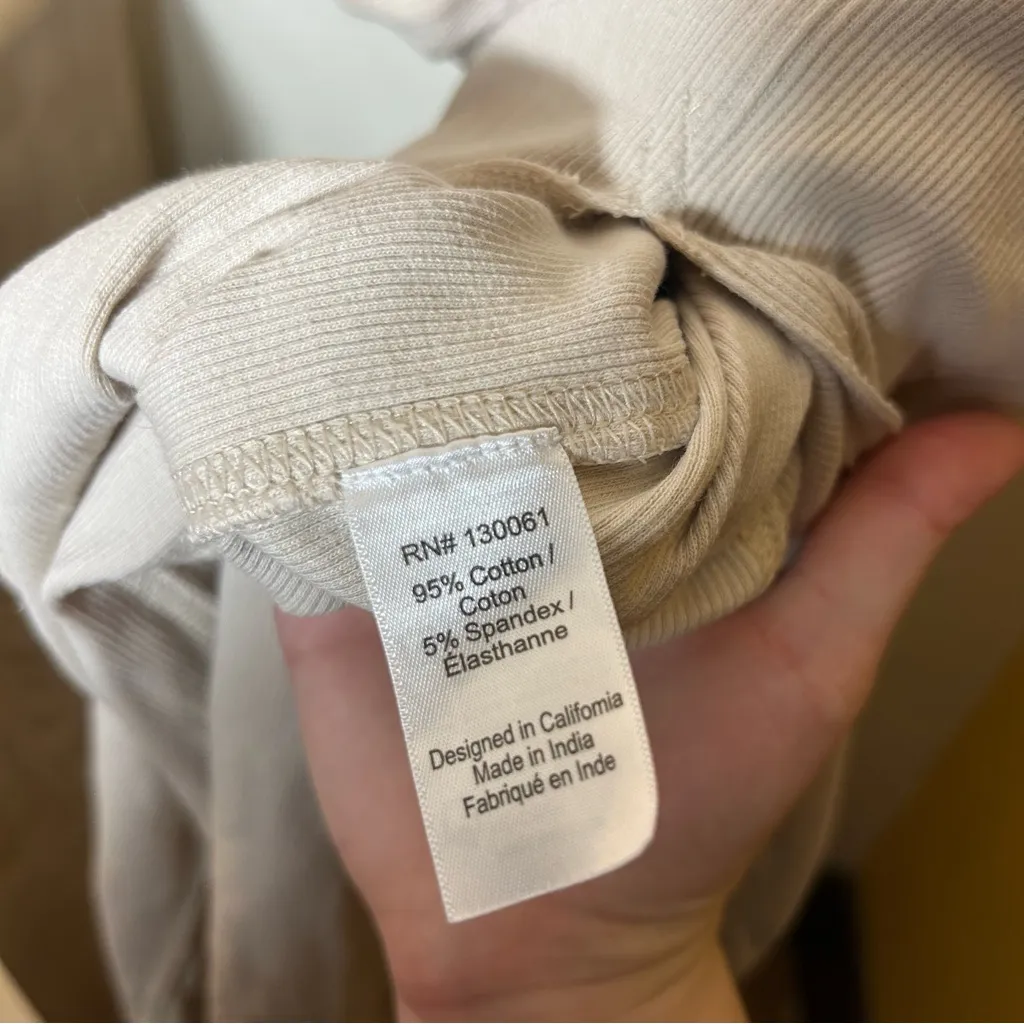 RN# 130061
95% Cotton /
Coton
5% Spandex /
Élasthanne
Designed in California
Made in India
Fabriqué en Inde